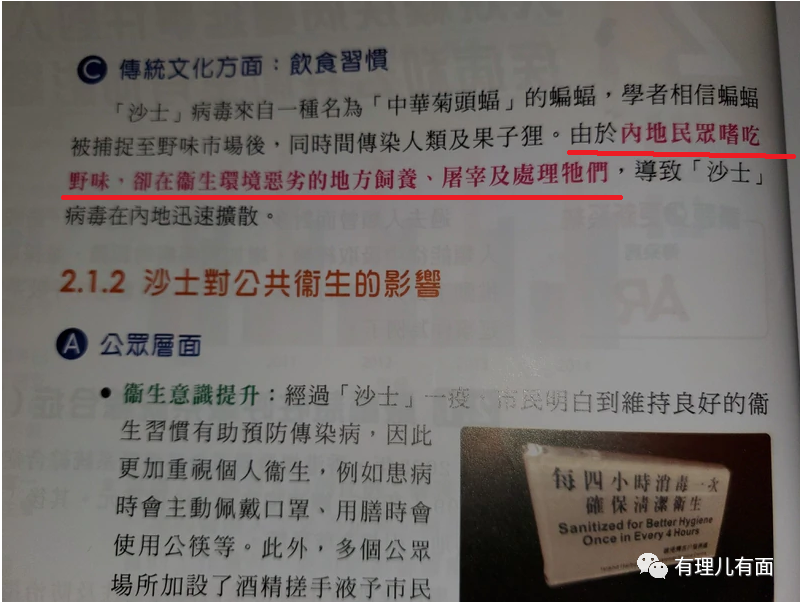 C 傳統文化方面：飲食習慣
「沙士」病毒來自一種名為「中華菊頭蝠」的蝙蝠，學者相信蝙蝠
被捕捉至野味市場後，同時間傳染人類及果子狸。由於內地民眾嗜吃
野味、卻在衞生環境惡劣的地方飼養、屠宰及處理牠們，導致「沙士」
病毒在內地迅速擴散。
2.1.2 沙士對公共衞生的影響
A 公眾層面
• 衞生意識提升：經過「沙士」一疫，市民明白到維持良好的衞
生習慣有助預防傳染病，因此
更加重視個人衞生，例如患病
時會主動佩戴口罩、用膳時會
使用公筷等。此外，多個公眾
場所加設了酒精搓手液予市民
每四小時消毒一次
確保清潔衞生
Sanitized for Better Hygiene
Once in Every 4 Hours
有理儿有面